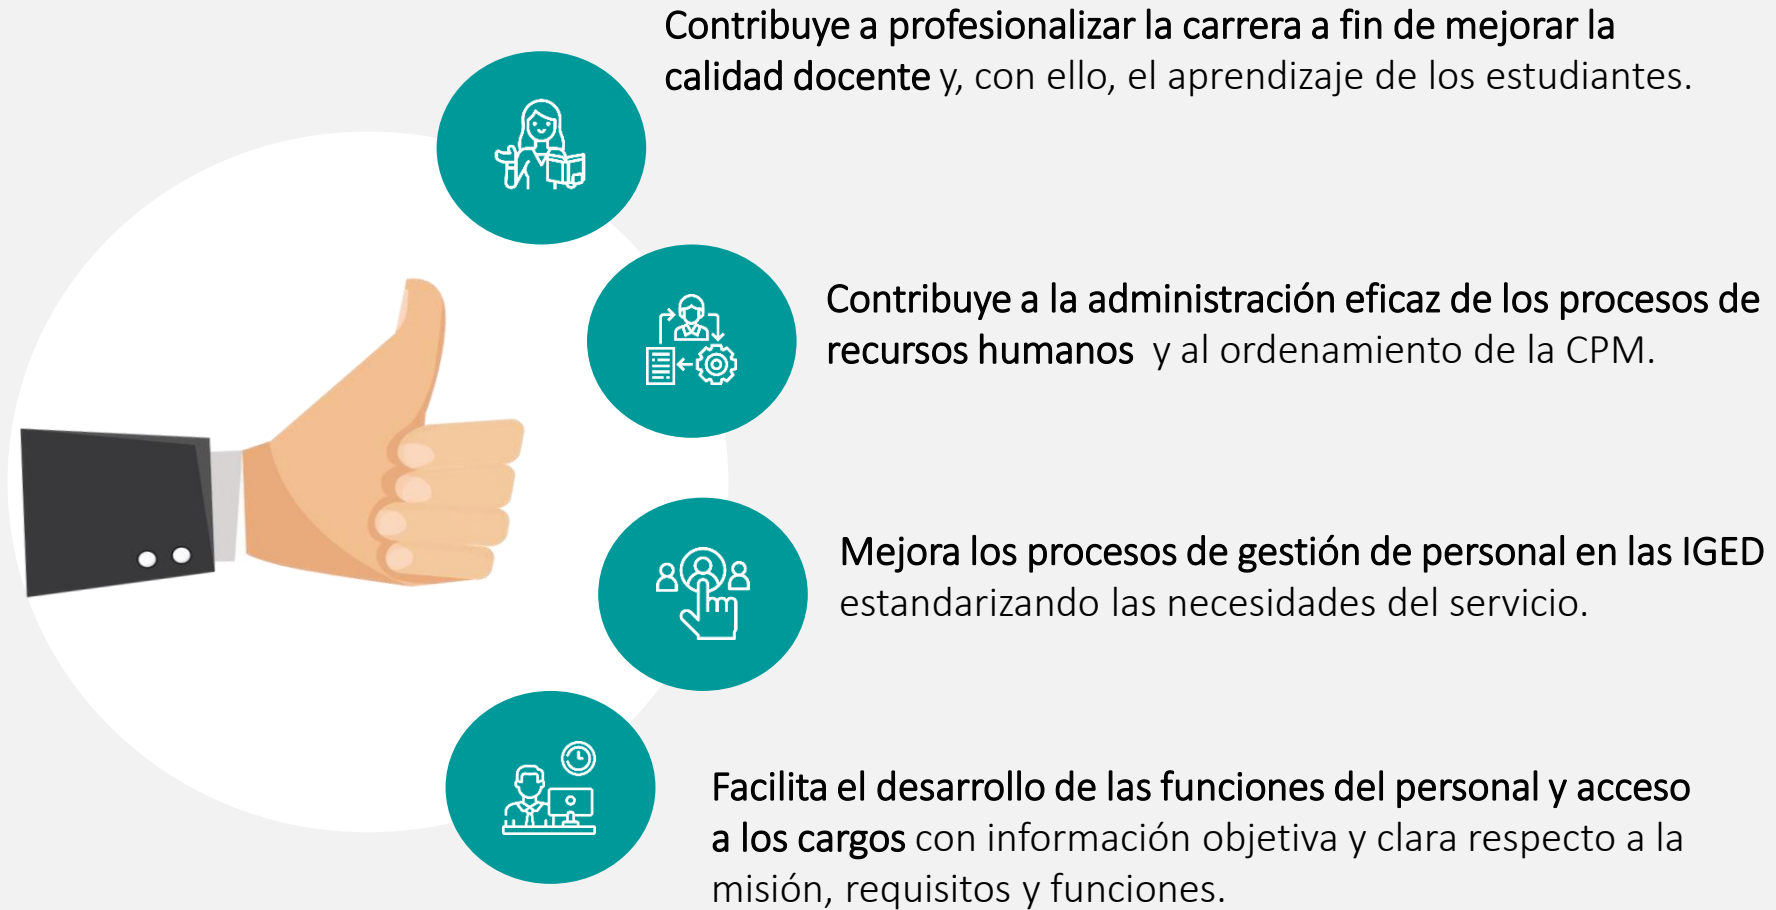 Contribuye a profesionalizar la carrera a fin de mejorar la
calidad docente y, con ello, el aprendizaje de los estudiantes.
Contribuye a la administración eficaz de los procesos de
recursos humanos y al ordenamiento de la CPM.
Mejora los procesos de gestión de personal en las IGED
estandarizando las necesidades del servicio.
Facilita el desarrollo de las funciones del personal y acceso
a los cargos con información objetiva y clara respecto a la
misión, requisitos y funciones.